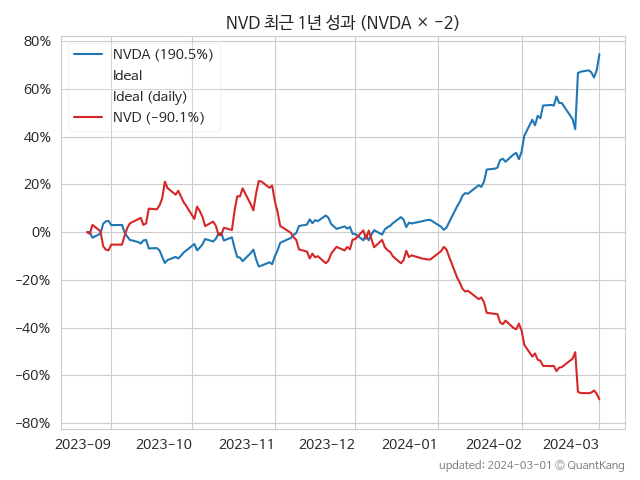 NVD 최근 1년 성과 (NVDA × −2)
80%
60%
40%
20%
0%
−20%
−40%
−60%
−80%
NVDA (190.5%)
Ideal
Ideal (daily)
NVD (−90.1%)
2023-09
2023-10
2023-11
2023-12
2024-01
2024-02
2024-03
updated: 2024-03-01 © QuantKang